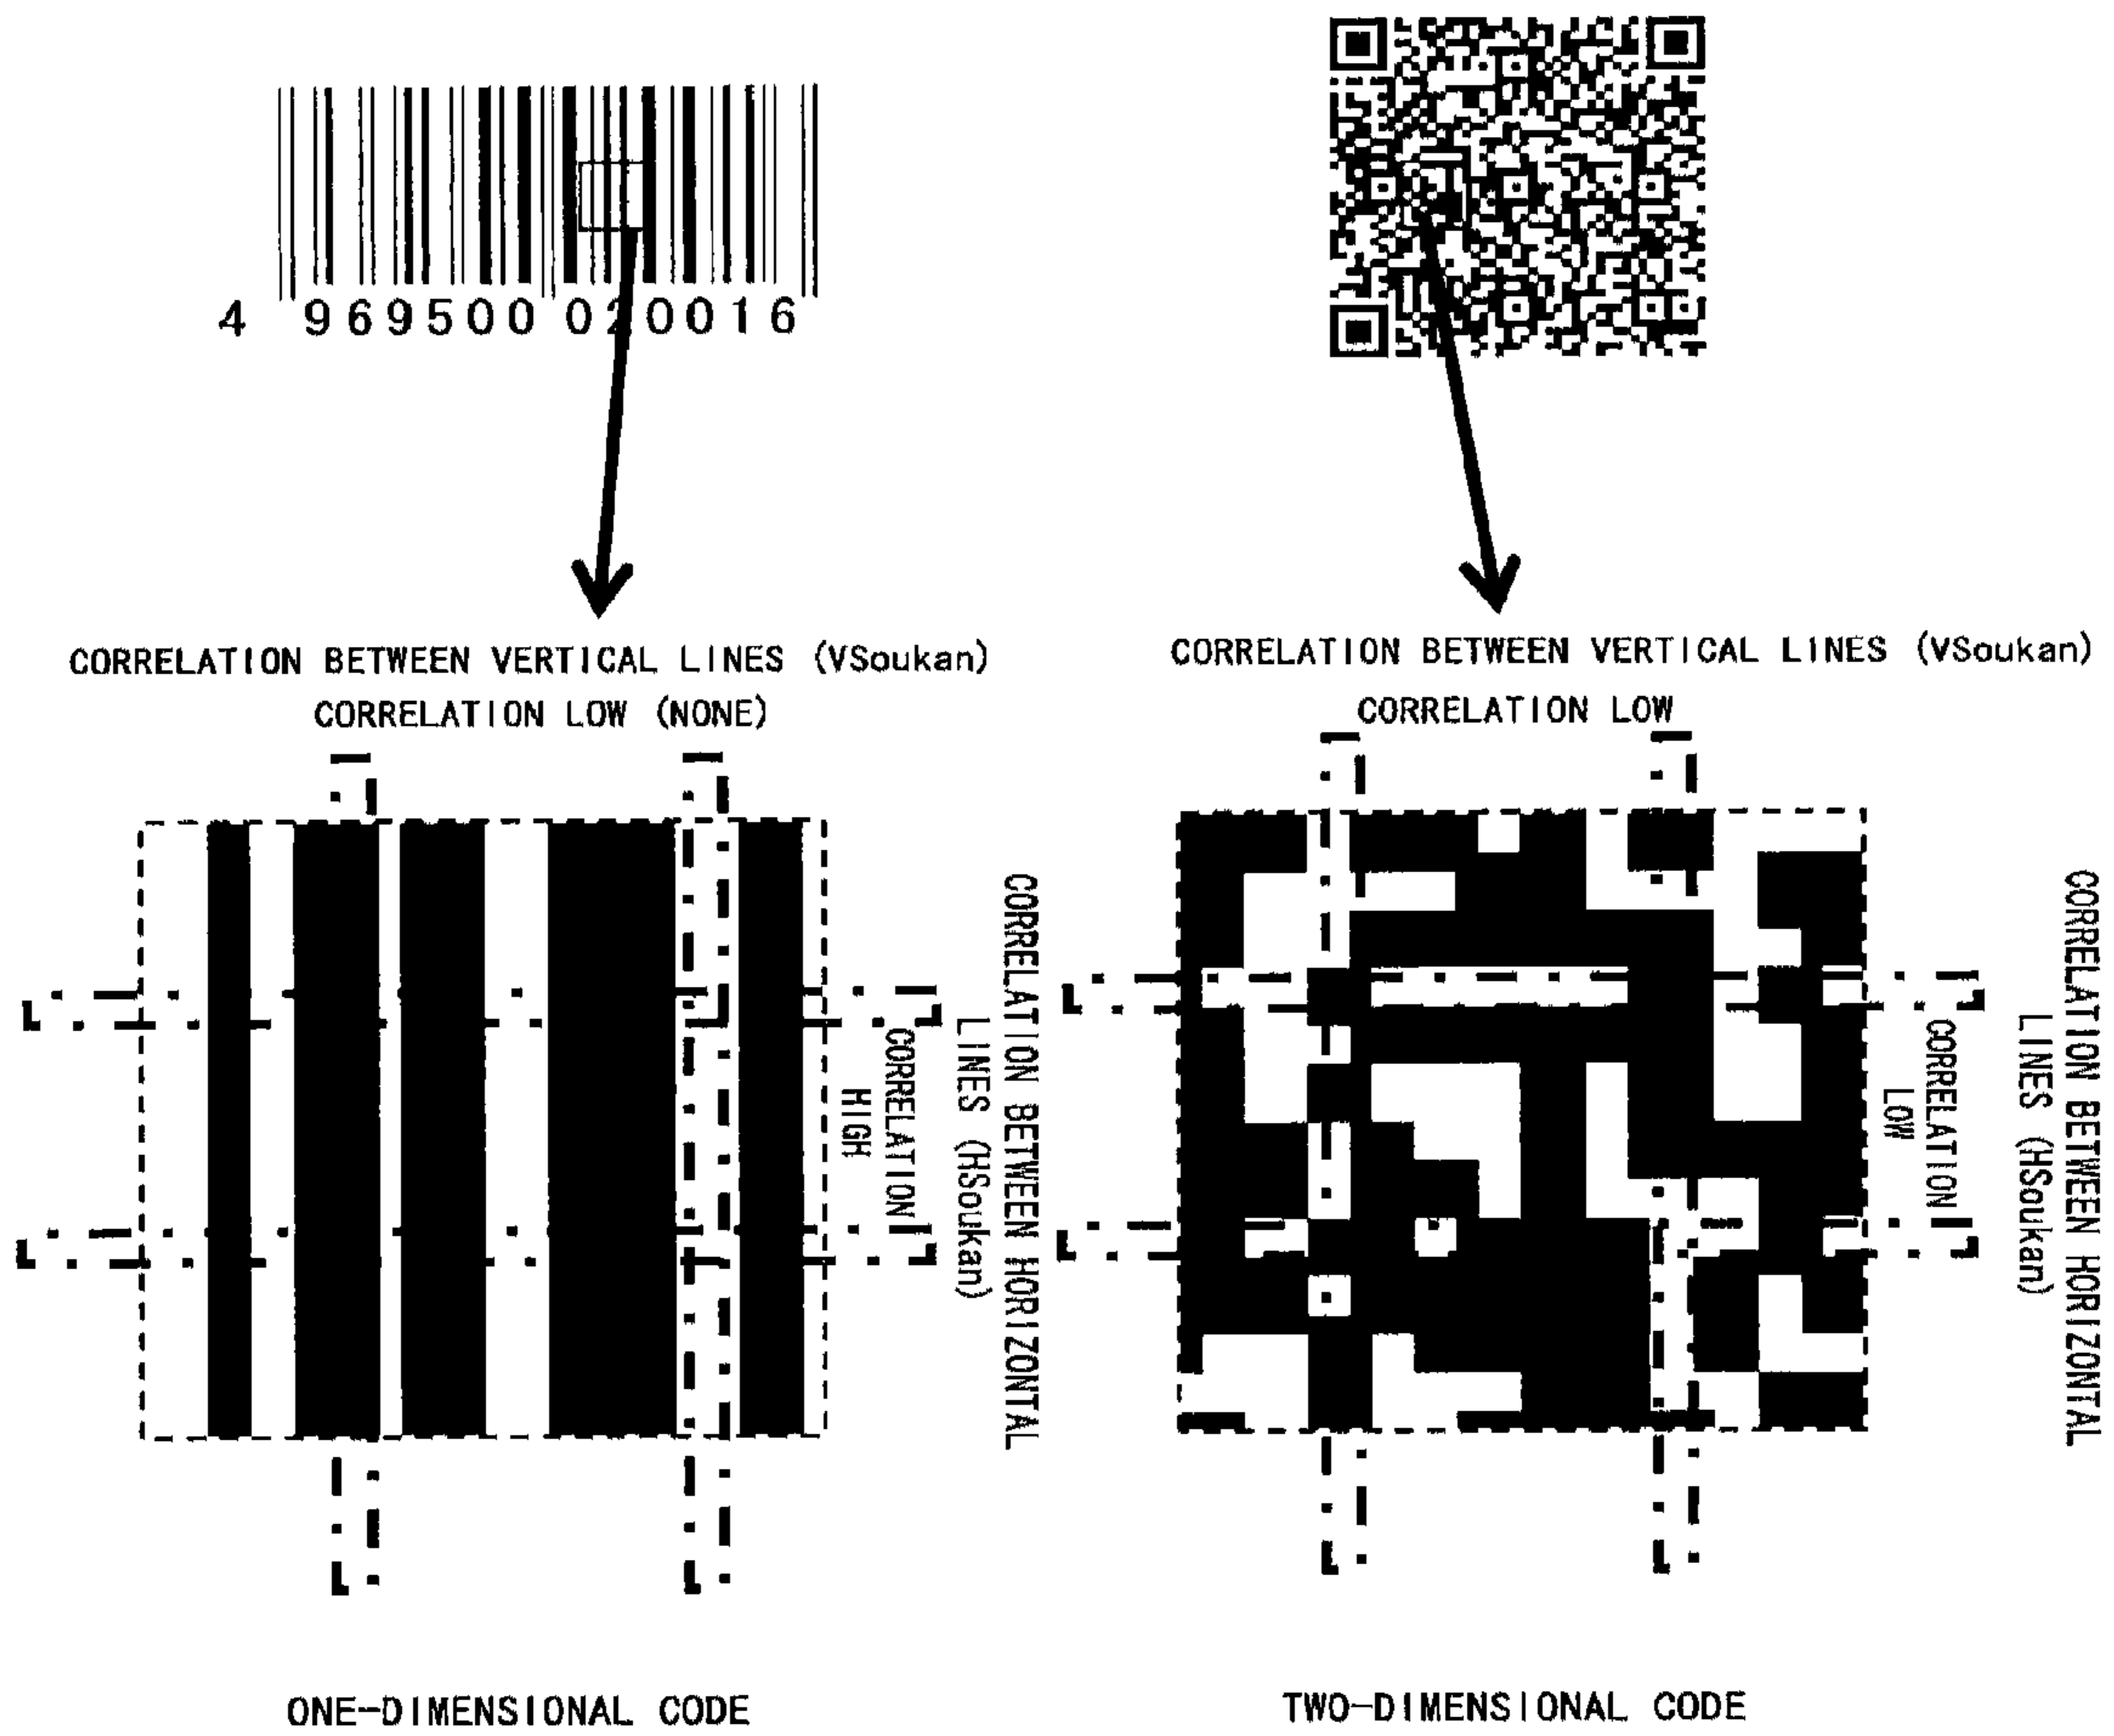 4 969500 020016
CORRELATION BETWEEN VERTICAL LINES (VSoukan)
CORRELATION LOW (NONE)
CORRELATION BETWEEN HORIZONTAL
LINES (HSoukan)
CORRELATION
HIGH
ONE-DIMENSIONAL CODE
CORRELATION BETWEEN VERTICAL LINES (VSoukan)
CORRELATION LOW
CORRELATION BETWEEN HORIZONTAL
LINES (HSoukan)
CORRELATION
LOW
TWO-DIMENSIONAL CODE